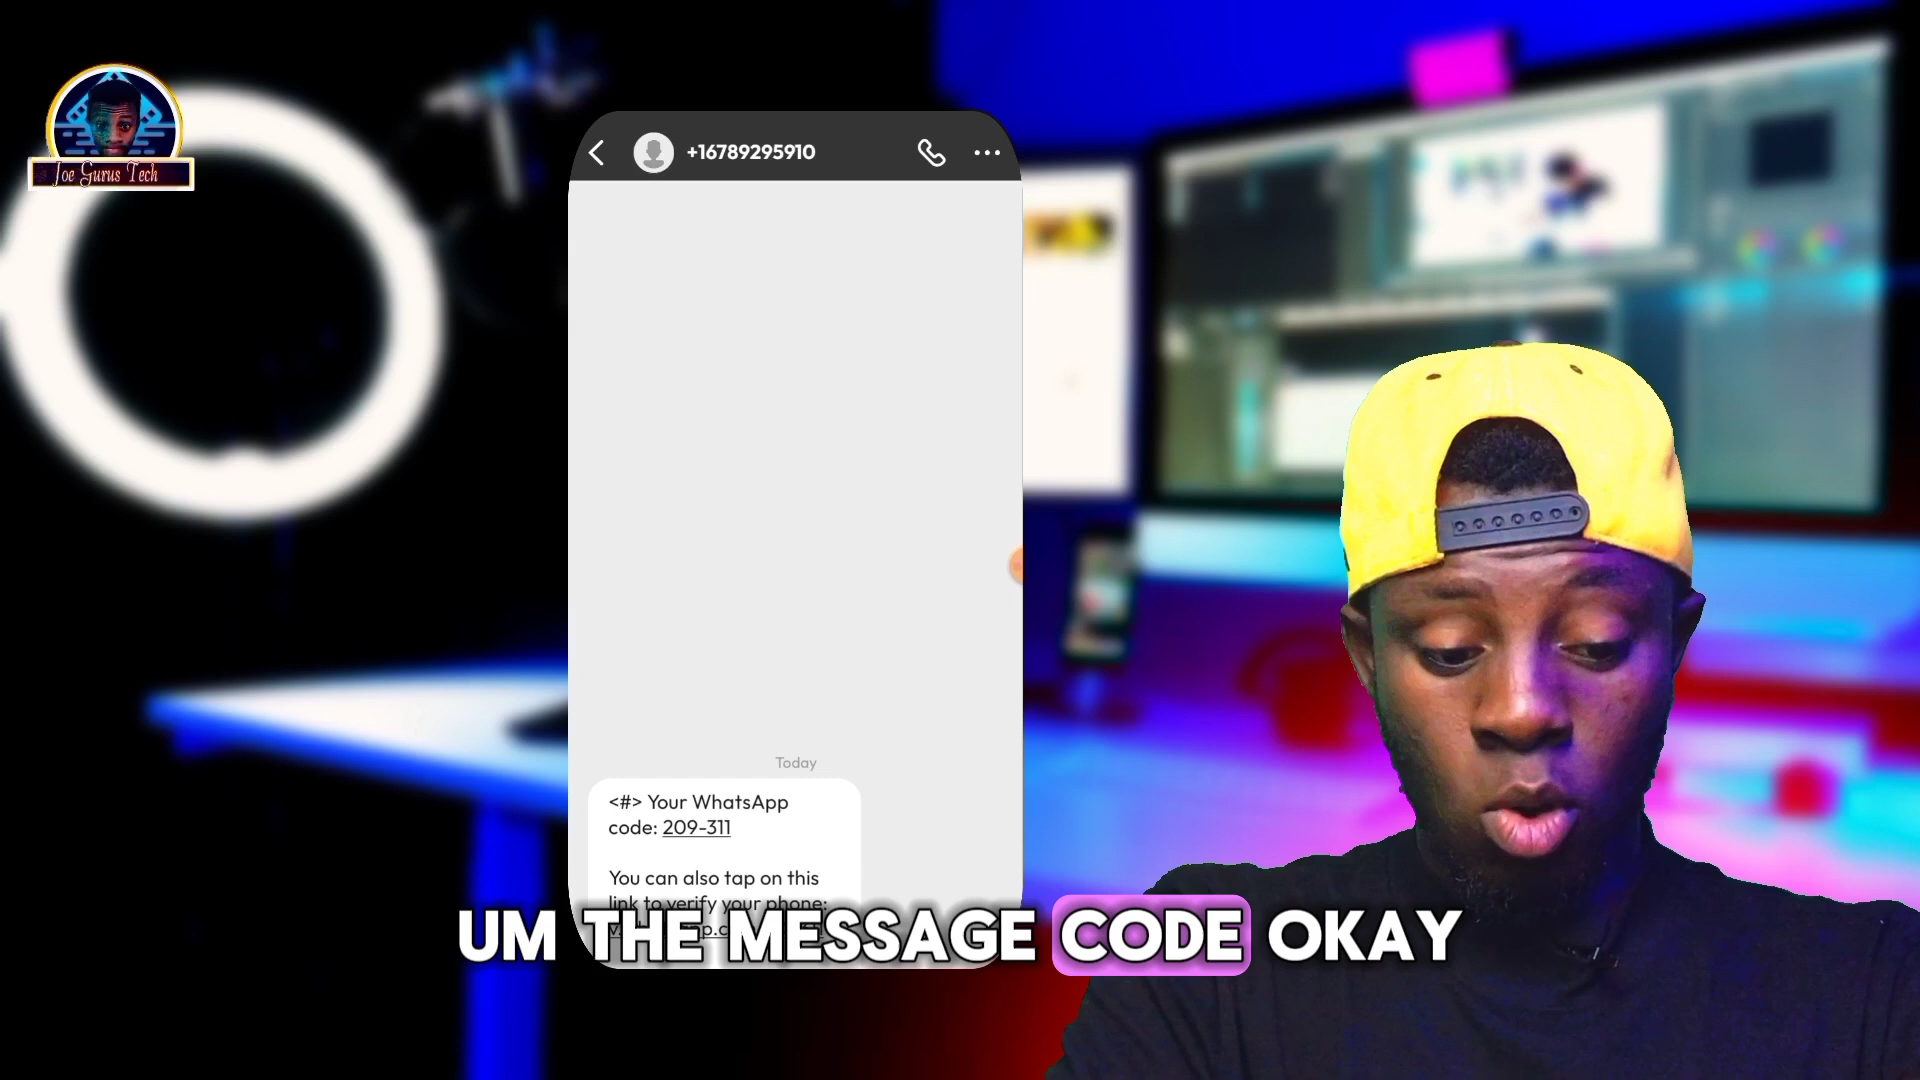 Joe Gurus Tech
+16789295910
Today
<#> Your WhatsApp
code: 209-311
You can also tap on this
link to verify your phone:
UM THE MESSAGE CODE OKAY